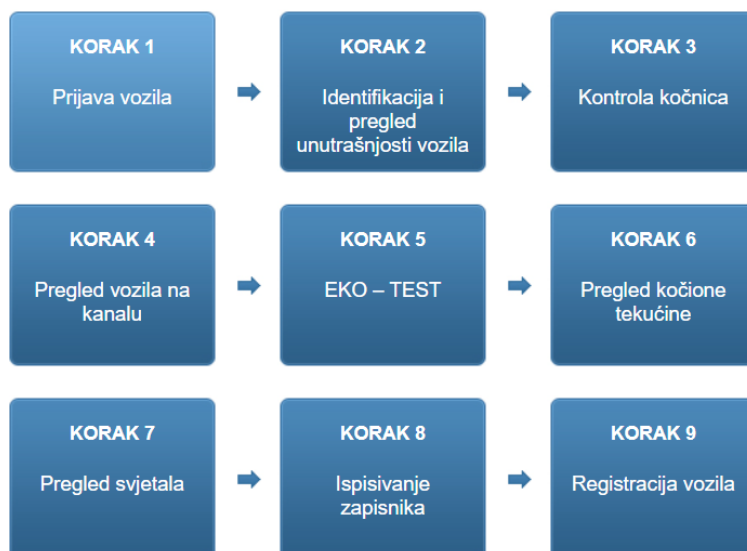 KORAK 1
Prijava vozila
KORAK 2
Identifikacija i
pregled
unutrašnjosti vozila
KORAK 3
Kontrola kočnica
KORAK 4
Pregled vozila na
kanalu
KORAK 5
EKO – TEST
KORAK 6
Pregled kočione
tekućine
KORAK 7
Pregled svjetala
KORAK 8
Ispisivanje
zapisnika
KORAK 9
Registracija vozila